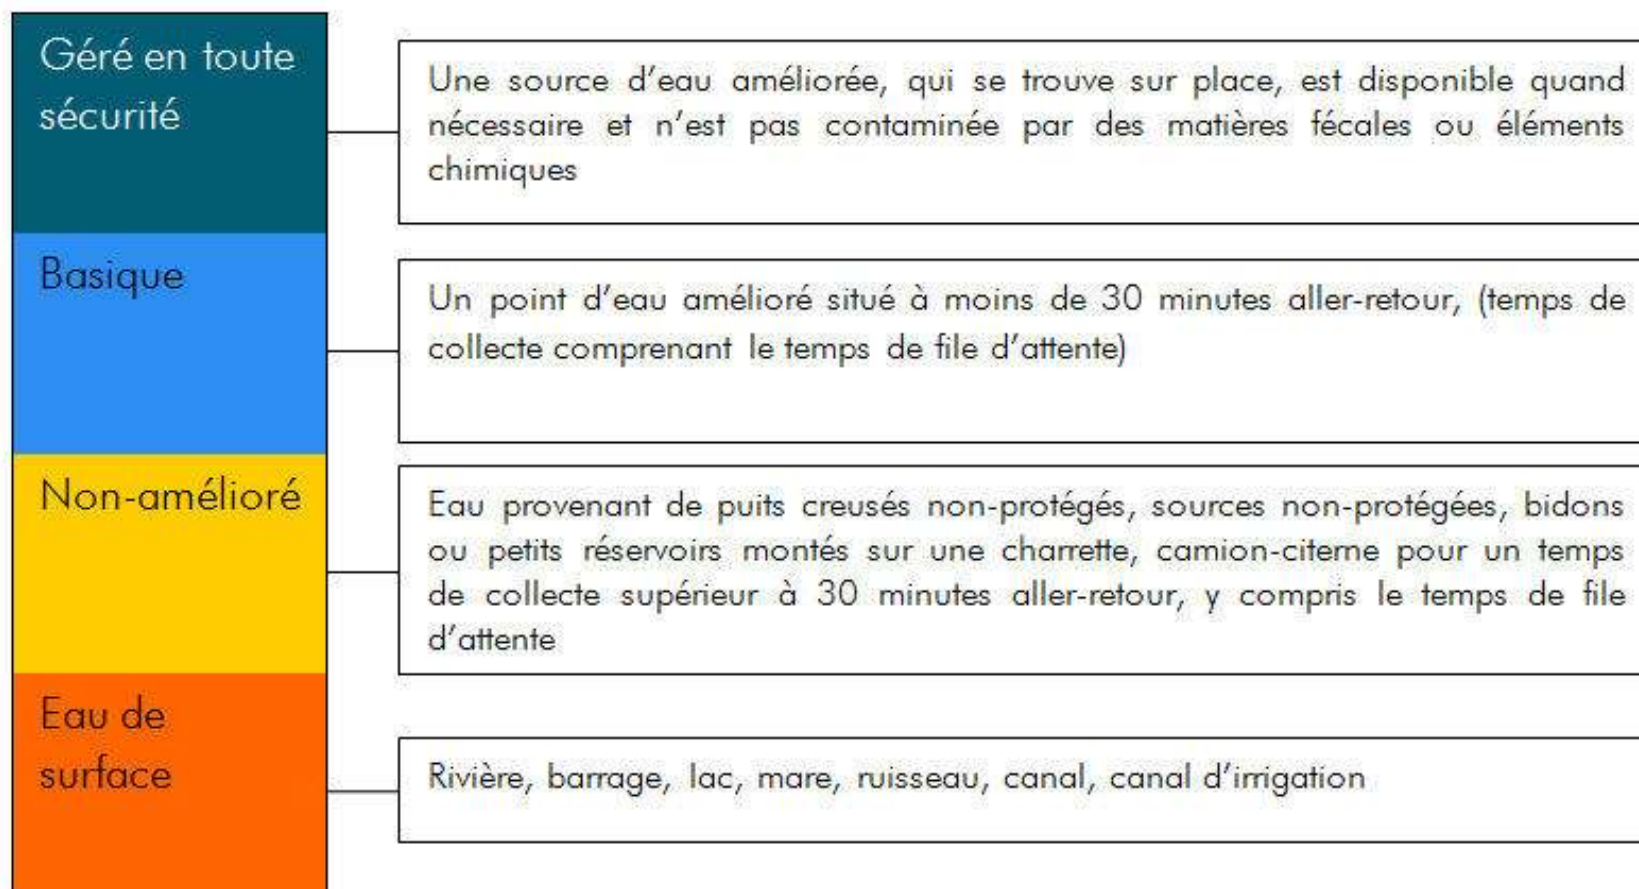 Géré en toute
sécurité
Une source d'eau améliorée, qui se trouve sur place, est disponible quand
nécessaire et n'est pas contaminée par des matières fécales ou éléments
chimiques
Basique
Un point d'eau amélioré situé à moins de 30 minutes aller-retour, (temps de
collecte comprenant le temps de file d'attente)
Non-amélioré
Eau provenant de puits creusés non-protégés, sources non-protégées, bidons
ou petits réservoirs montés sur une charrette, camion-citerne pour un temps
de collecte supérieur à 30 minutes aller-retour, y compris le temps de file
d'attente
Eau de
surface
Rivière, barrage, lac, mare, ruisseau, canal, canal d'irrigation